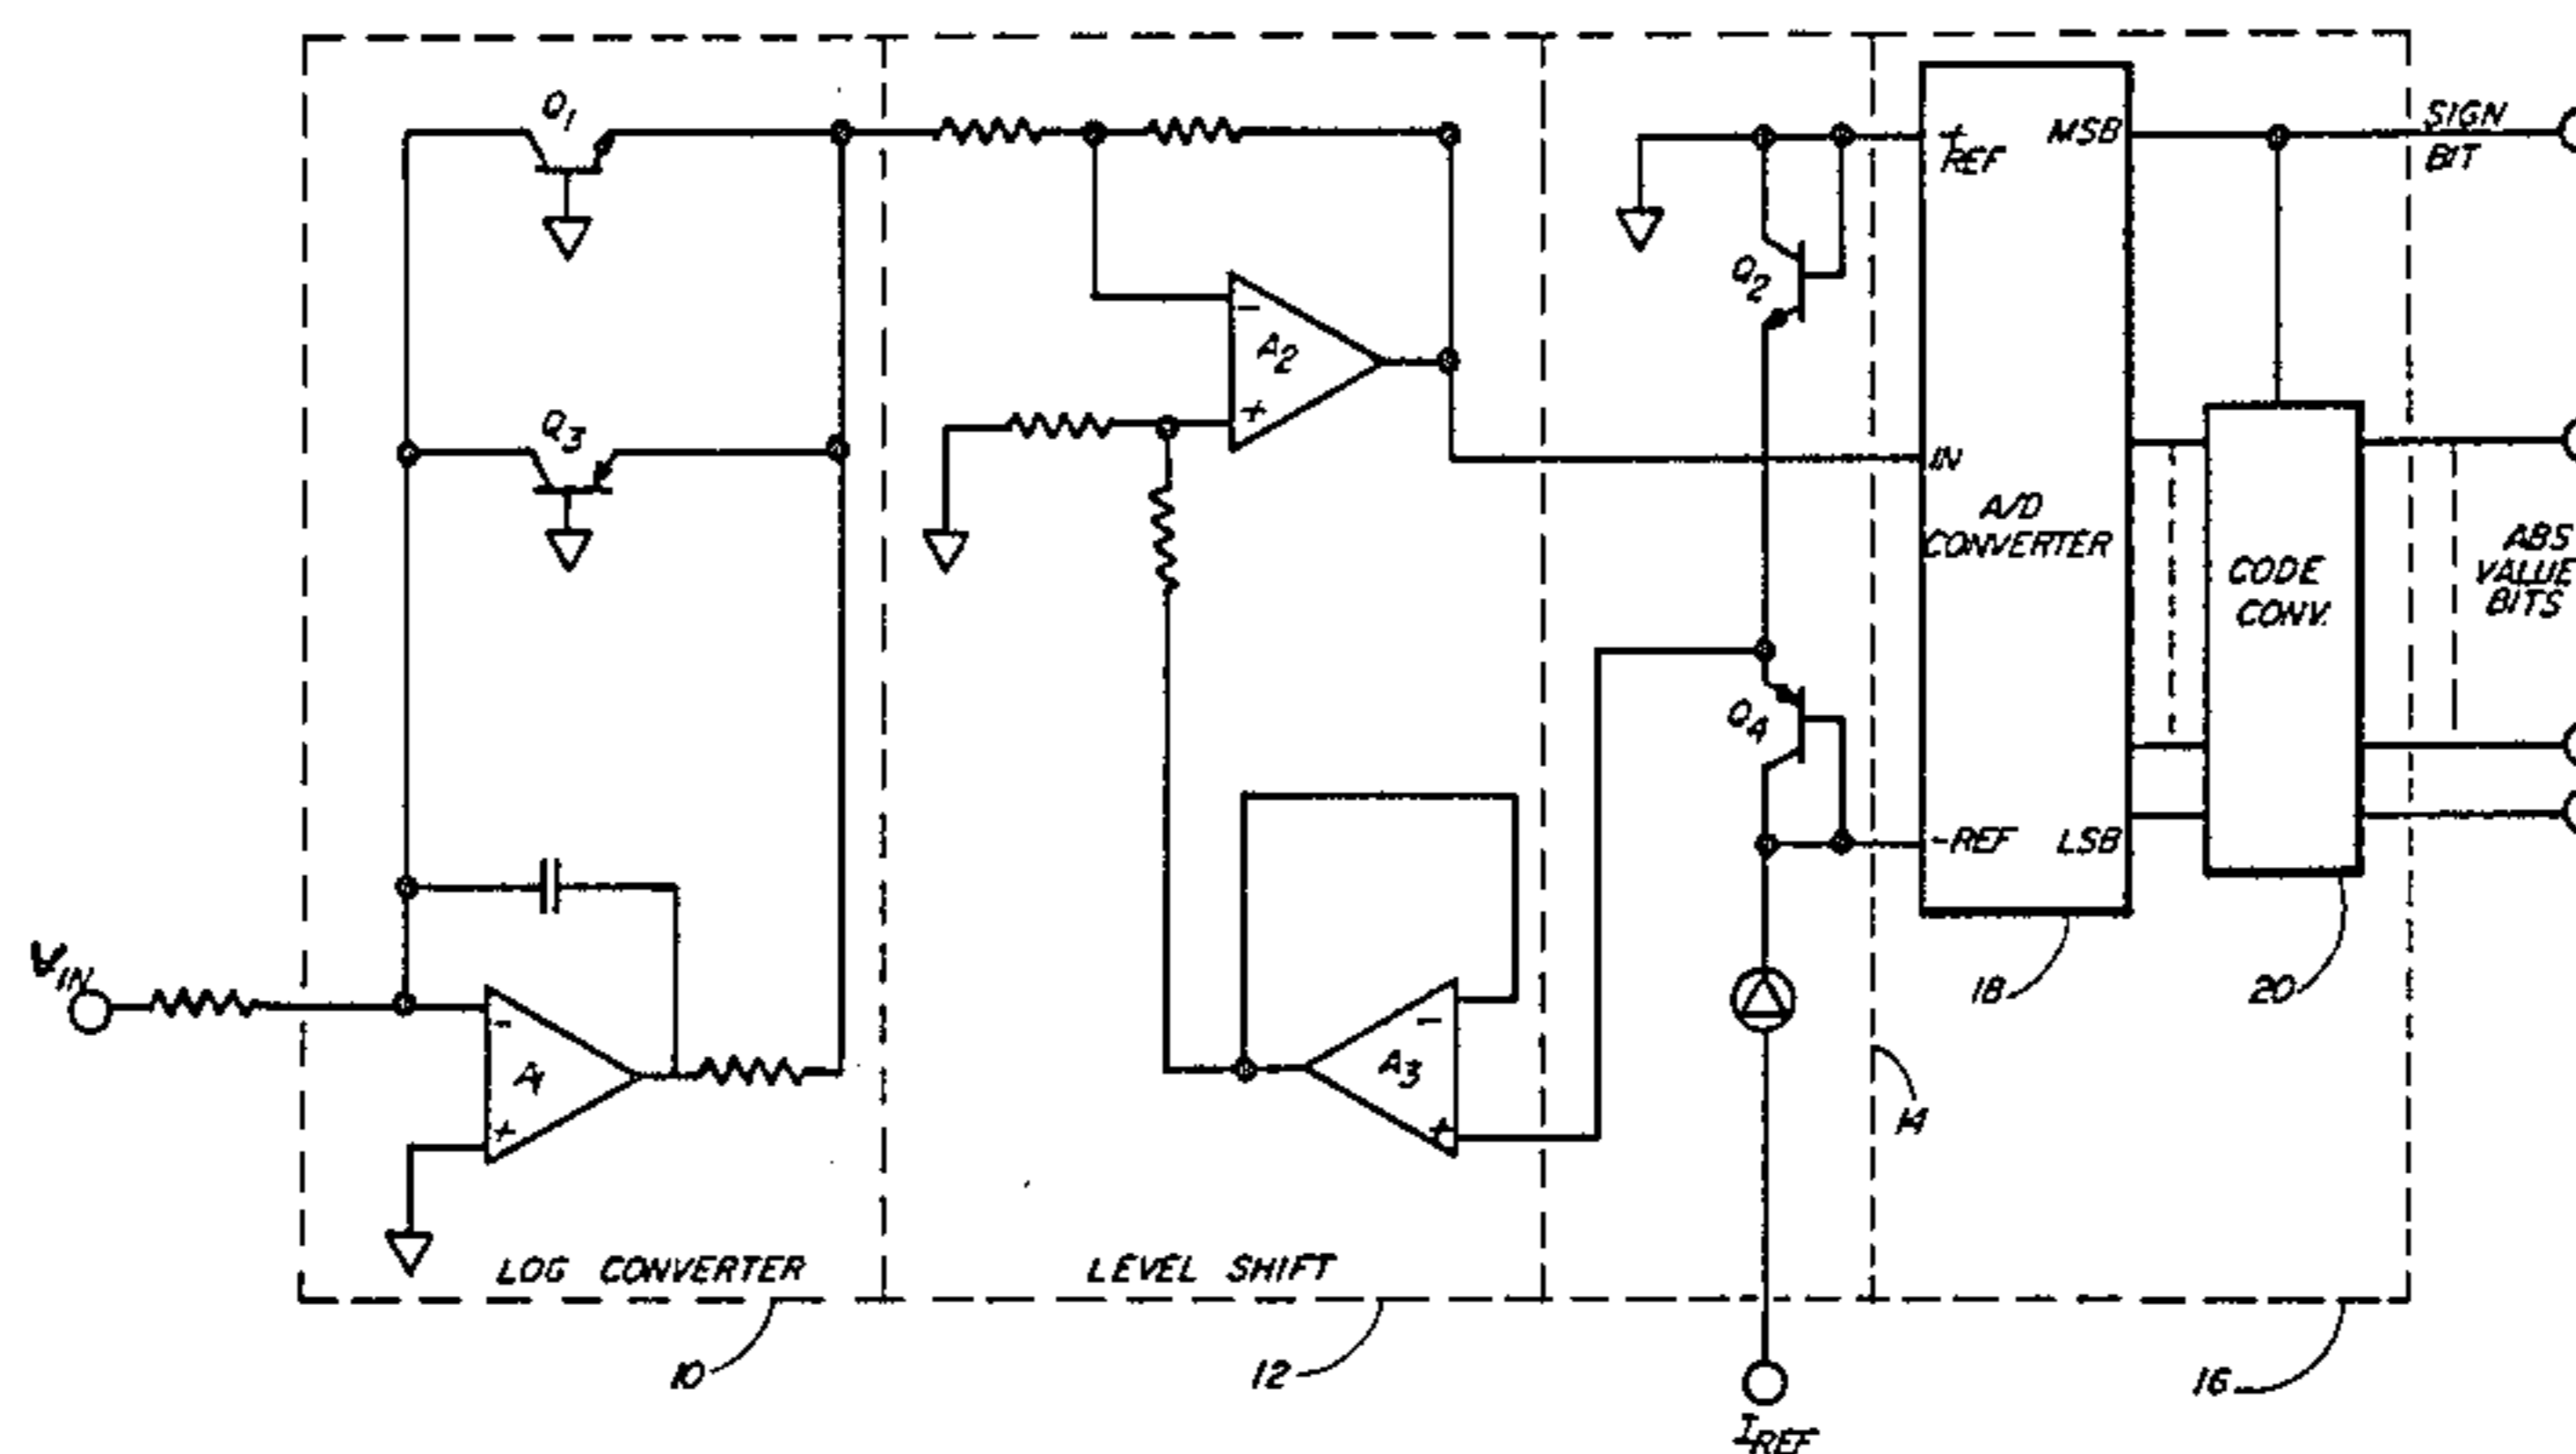 Q1
Q3
VIN
-
A1
+
LOG CONVERTER
10
-
A2
+
-
A3
+
LEVEL SHIFT
12
Q2
Q4
IREF
14
+
REF
MSB
IN
A/D
CONVERTER
-REF
LSB
18
CODE
CONV.
20
16
SIGN
BIT
ABS
VALUE
BITS